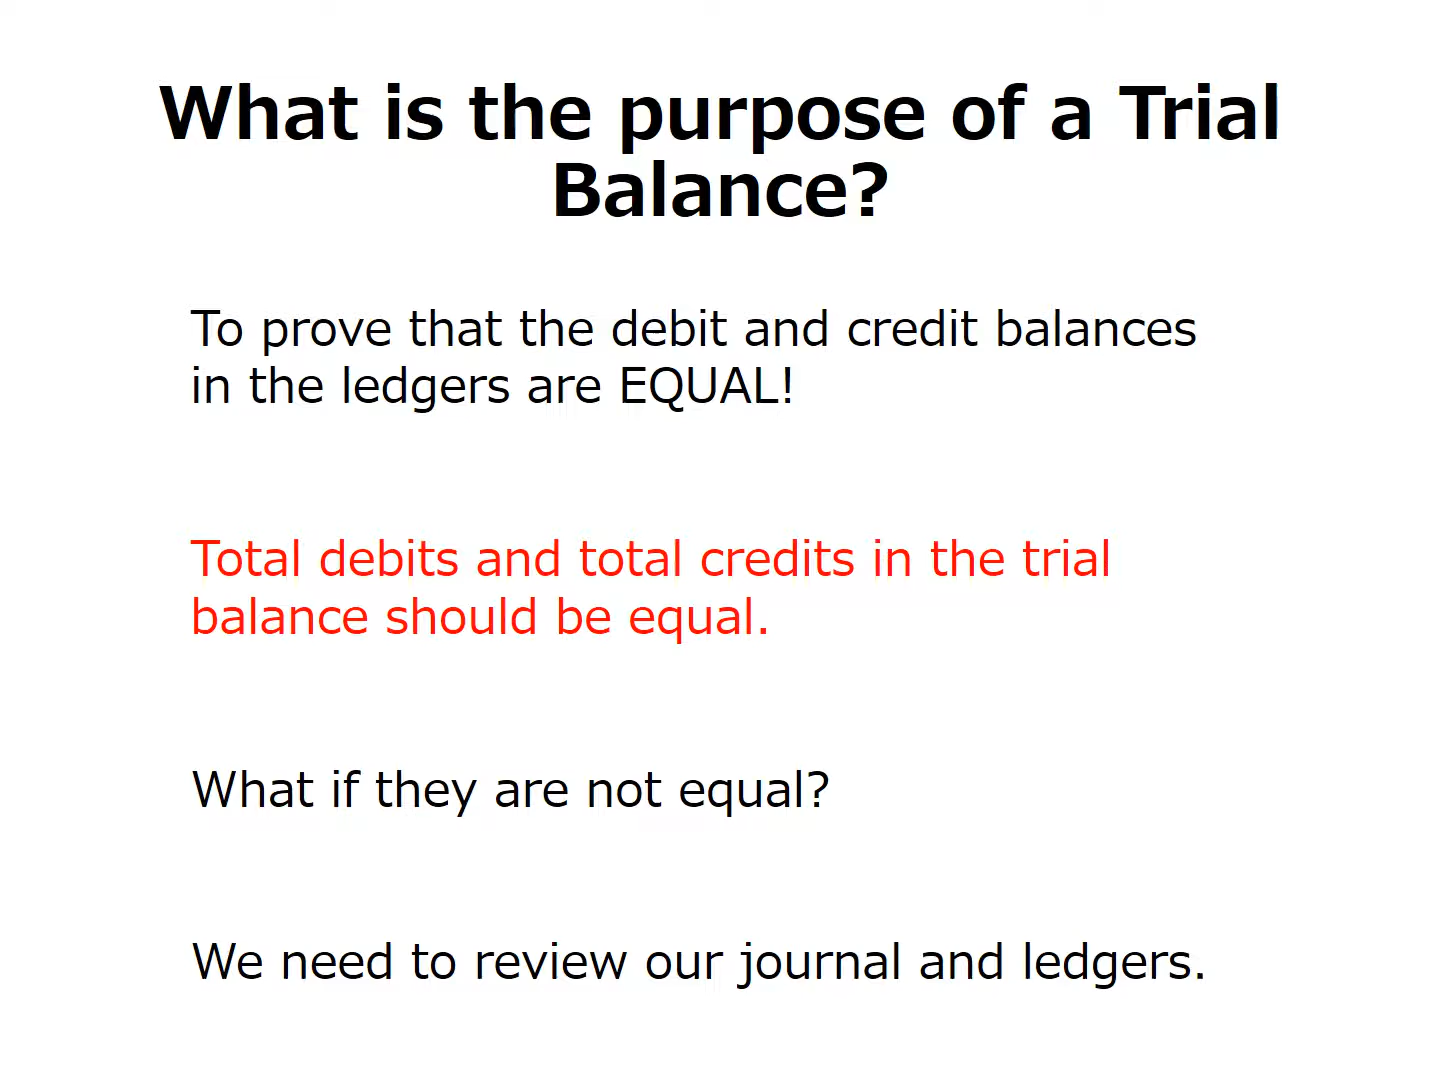 What is the purpose of a Trial
Balance?
To prove that the debit and credit balances
in the ledgers are EQUAL!
Total debits and total credits in the trial
balance should be equal.
What if they are not equal?
We need to review our journal and ledgers.